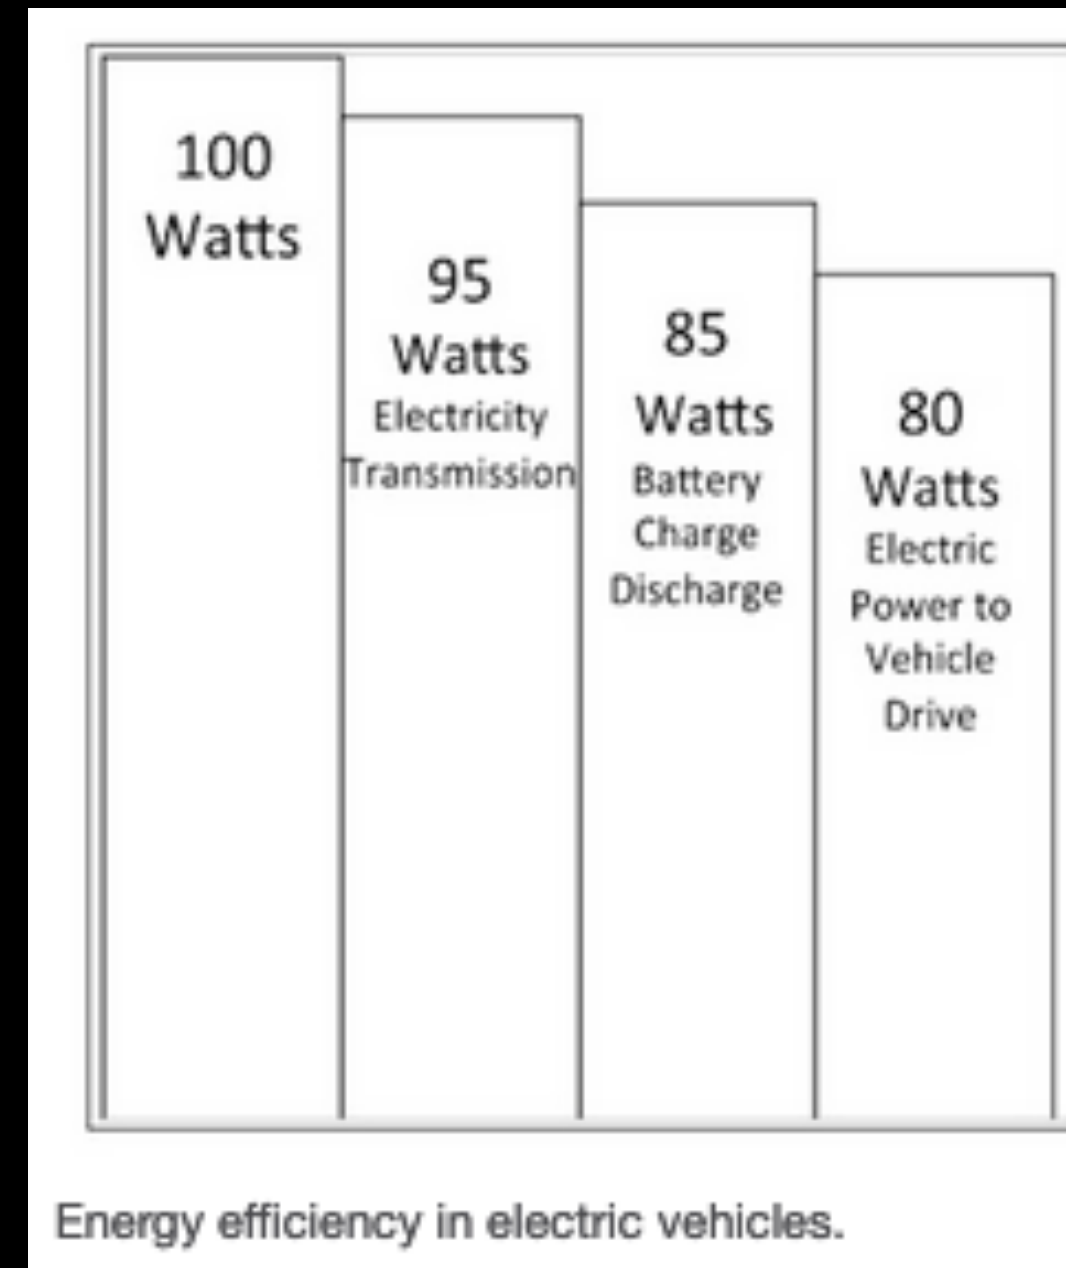 100
Watts
95
Watts
Electricity
Transmission
85
Watts
Battery
Charge
Discharge
80
Watts
Electric
Power to
Vehicle
Drive
Energy efficiency in electric vehicles.